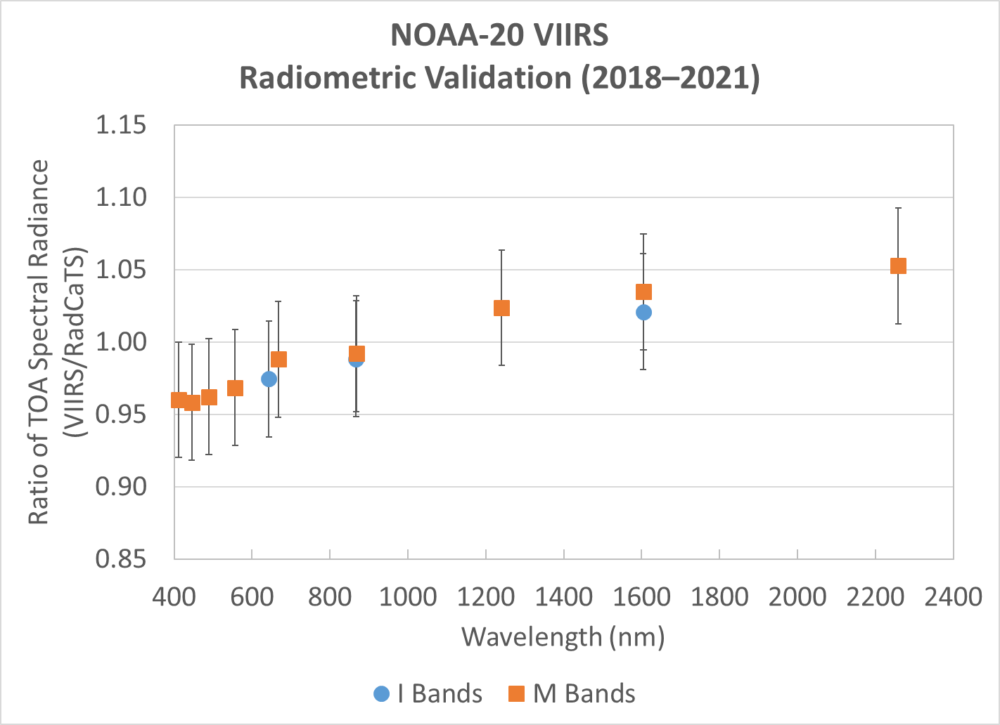 NOAA-20 VIIRS
Radiometric Validation (2018–2021)
Ratio of TOA Spectral Radiance
(VIIRS/RadCaTS)
1.15
1.10
1.05
1.00
0.95
0.90
0.85
400 600 800 1000 1200 1400 1600 1800 2000 2200 2400
Wavelength (nm)
I Bands M Bands